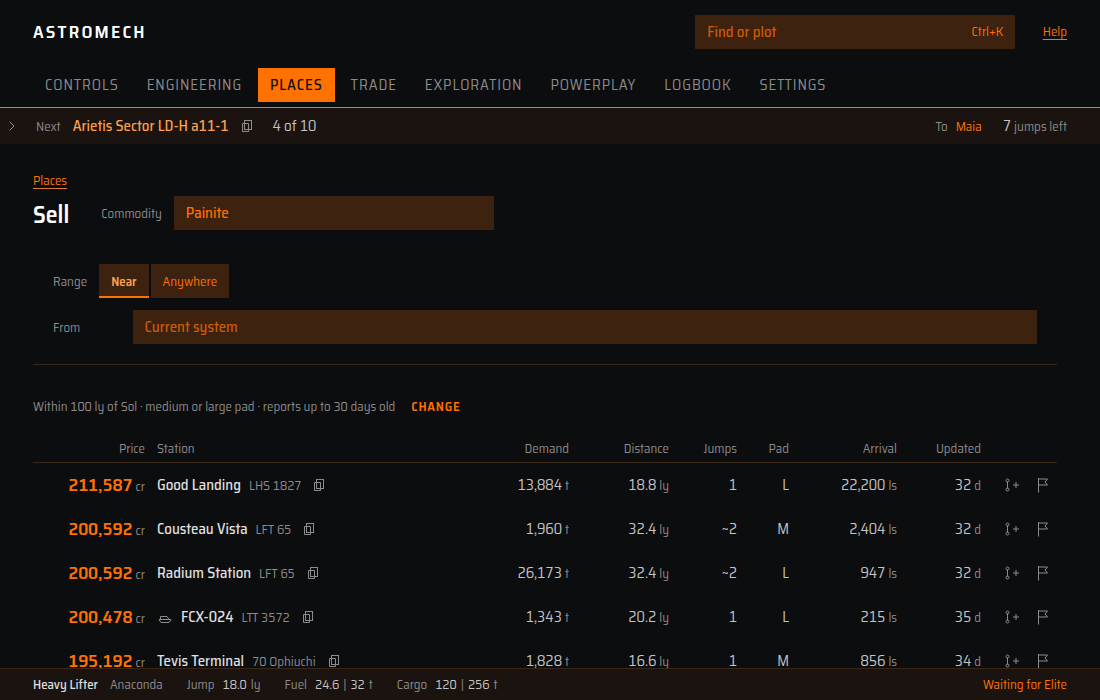 ASTROMECH
Find or plot Ctrl+K Help
CONTROLS ENGINEERING PLACES TRADE EXPLORATION POWERPLAY LOGBOOK SETTINGS
Next Arietis Sector LD-H a11-1 4 of 10 To Maia 7 jumps left
Places
Sell Commodity Painite
Range Near Anywhere
From Current system
Within 100 ly of Sol · medium or large pad · reports up to 30 days old CHANGE
Price Station Demand Distance Jumps Pad Arrival Updated
211,587 cr Good Landing LHS 1827 13,884 t 18.8 ly 1 L 22,200 ls 32 d
200,592 cr Cousteau Vista LFT 65 1,960 t 32.4 ly ~2 M 2,404 ls 32 d
200,592 cr Radium Station LFT 65 26,173 t 32.4 ly ~2 L 947 ls 32 d
200,478 cr FCX-024 LTT 3572 1,343 t 20.2 ly 1 L 215 ls 35 d
195,192 cr Tevis Terminal 70 Ophiuchi 1,828 t 16.6 ly 1 M 856 ls 34 d
Heavy Lifter Anaconda Jump 18.0 ly Fuel 24.6 | 32 t Cargo 120 | 256 t Waiting for Elite